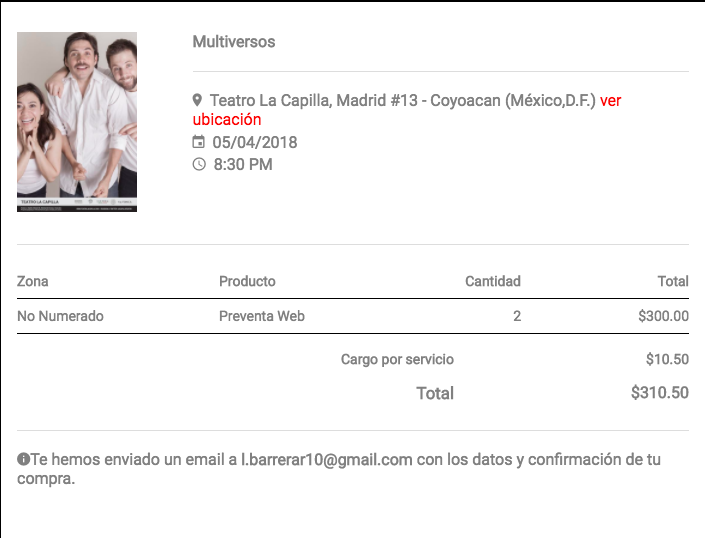 Multiversos
Teatro La Capilla, Madrid #13 - Coyoacan (México,D.F.) ver
ubicación
05/04/2018
8:30 PM
TEATRO LA CAPILLA
Zona Producto Cantidad Total
No Numerado Preventa Web 2 $300.00
Cargo por servicio $10.50
Total $310.50
Te hemos enviado un email a l.barrerar10@gmail.com con los datos y confirmación de tu
compra.